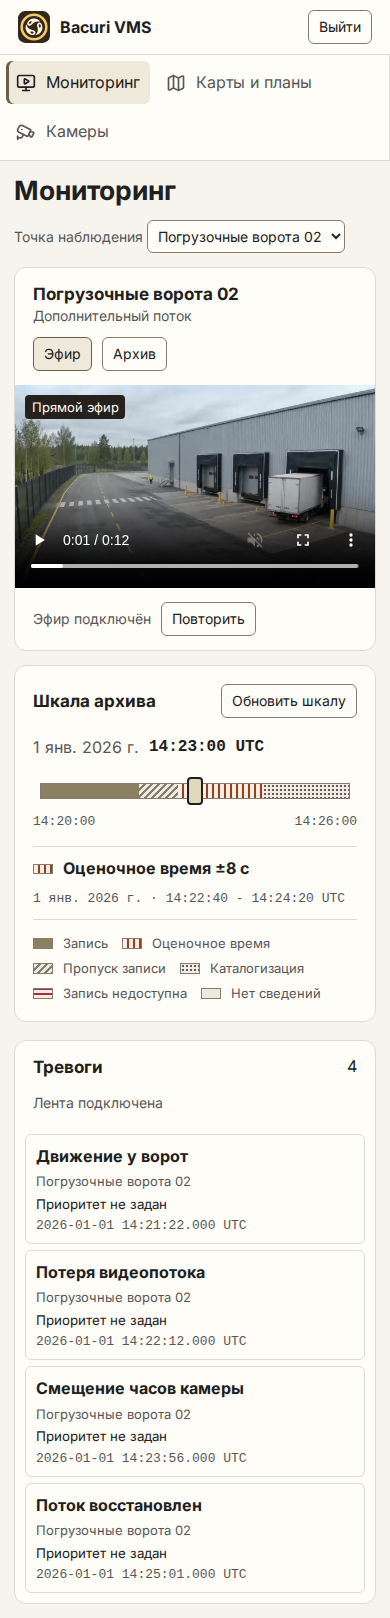 Bacuri VMS
Выйти
Мониторинг
Карты и планы
Камеры
Мониторинг
Точка наблюдения
Погрузочные ворота 02
Погрузочные ворота 02
Дополнительный поток
Эфир
Архив
Прямой эфир
0:01 / 0:12
Эфир подключён
Повторить
Шкала архива
Обновить шкалу
1 янв. 2026 г. 14:23:00 UTC
14:20:00
14:26:00
Оценочное время ±8 с
1 янв. 2026 г. · 14:22:40 - 14:24:20 UTC
Запись
Оценочное время
Пропуск записи
Каталогизация
Запись недоступна
Нет сведений
Тревоги
4
Лента подключена
Движение у ворот
Погрузочные ворота 02
Приоритет не задан
2026-01-01 14:21:22.000 UTC
Потеря видеопотока
Погрузочные ворота 02
Приоритет не задан
2026-01-01 14:22:12.000 UTC
Смещение часов камеры
Погрузочные ворота 02
Приоритет не задан
2026-01-01 14:23:56.000 UTC
Поток восстановлен
Погрузочные ворота 02
Приоритет не задан
2026-01-01 14:25:01.000 UTC